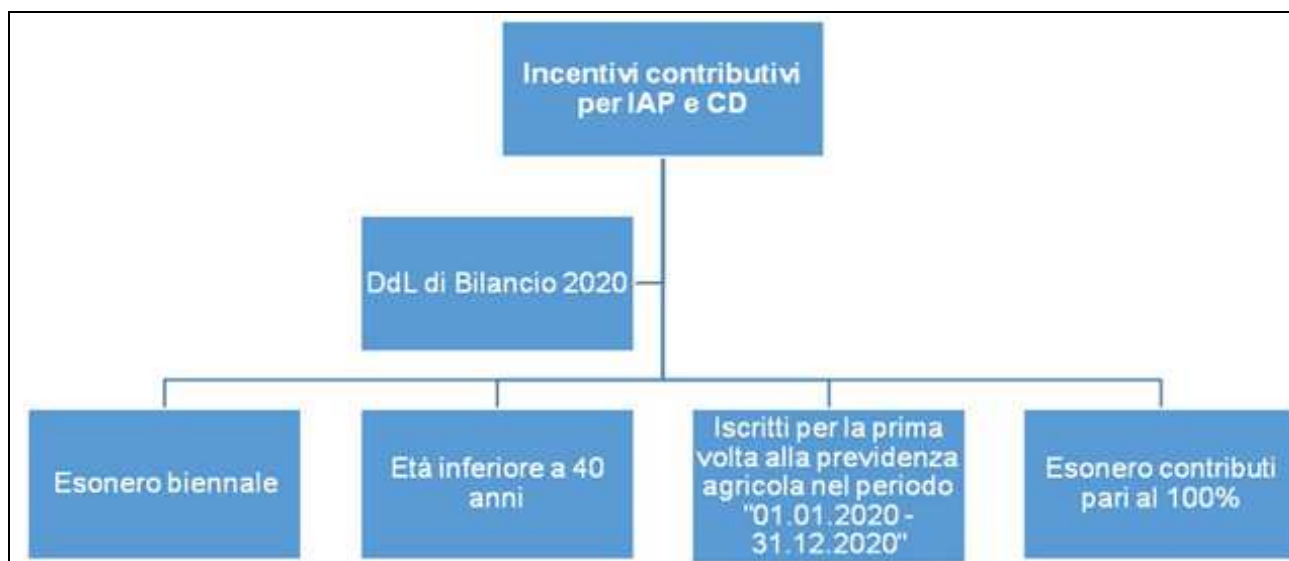 Incentivi contributivi
per IAP e CD
DdL di Bilancio 2020
Esonero biennale
Età inferiore a 40
anni
Iscritti per la prima
volta alla previdenza
agricola nel periodo
"01.01.2020 -
31.12.2020"
Esonero contributi
pari al 100%